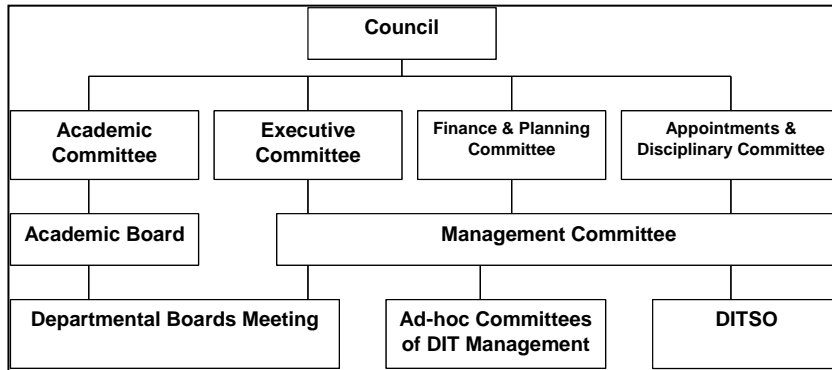 Council
Academic
Committee
Executive
Committee
Finance & Planning
Committee
Appointments &
Disciplinary Committee
Academic Board
Management Committee
Departmental Boards Meeting
Ad-hoc Committees
of DIT Management
DITSO